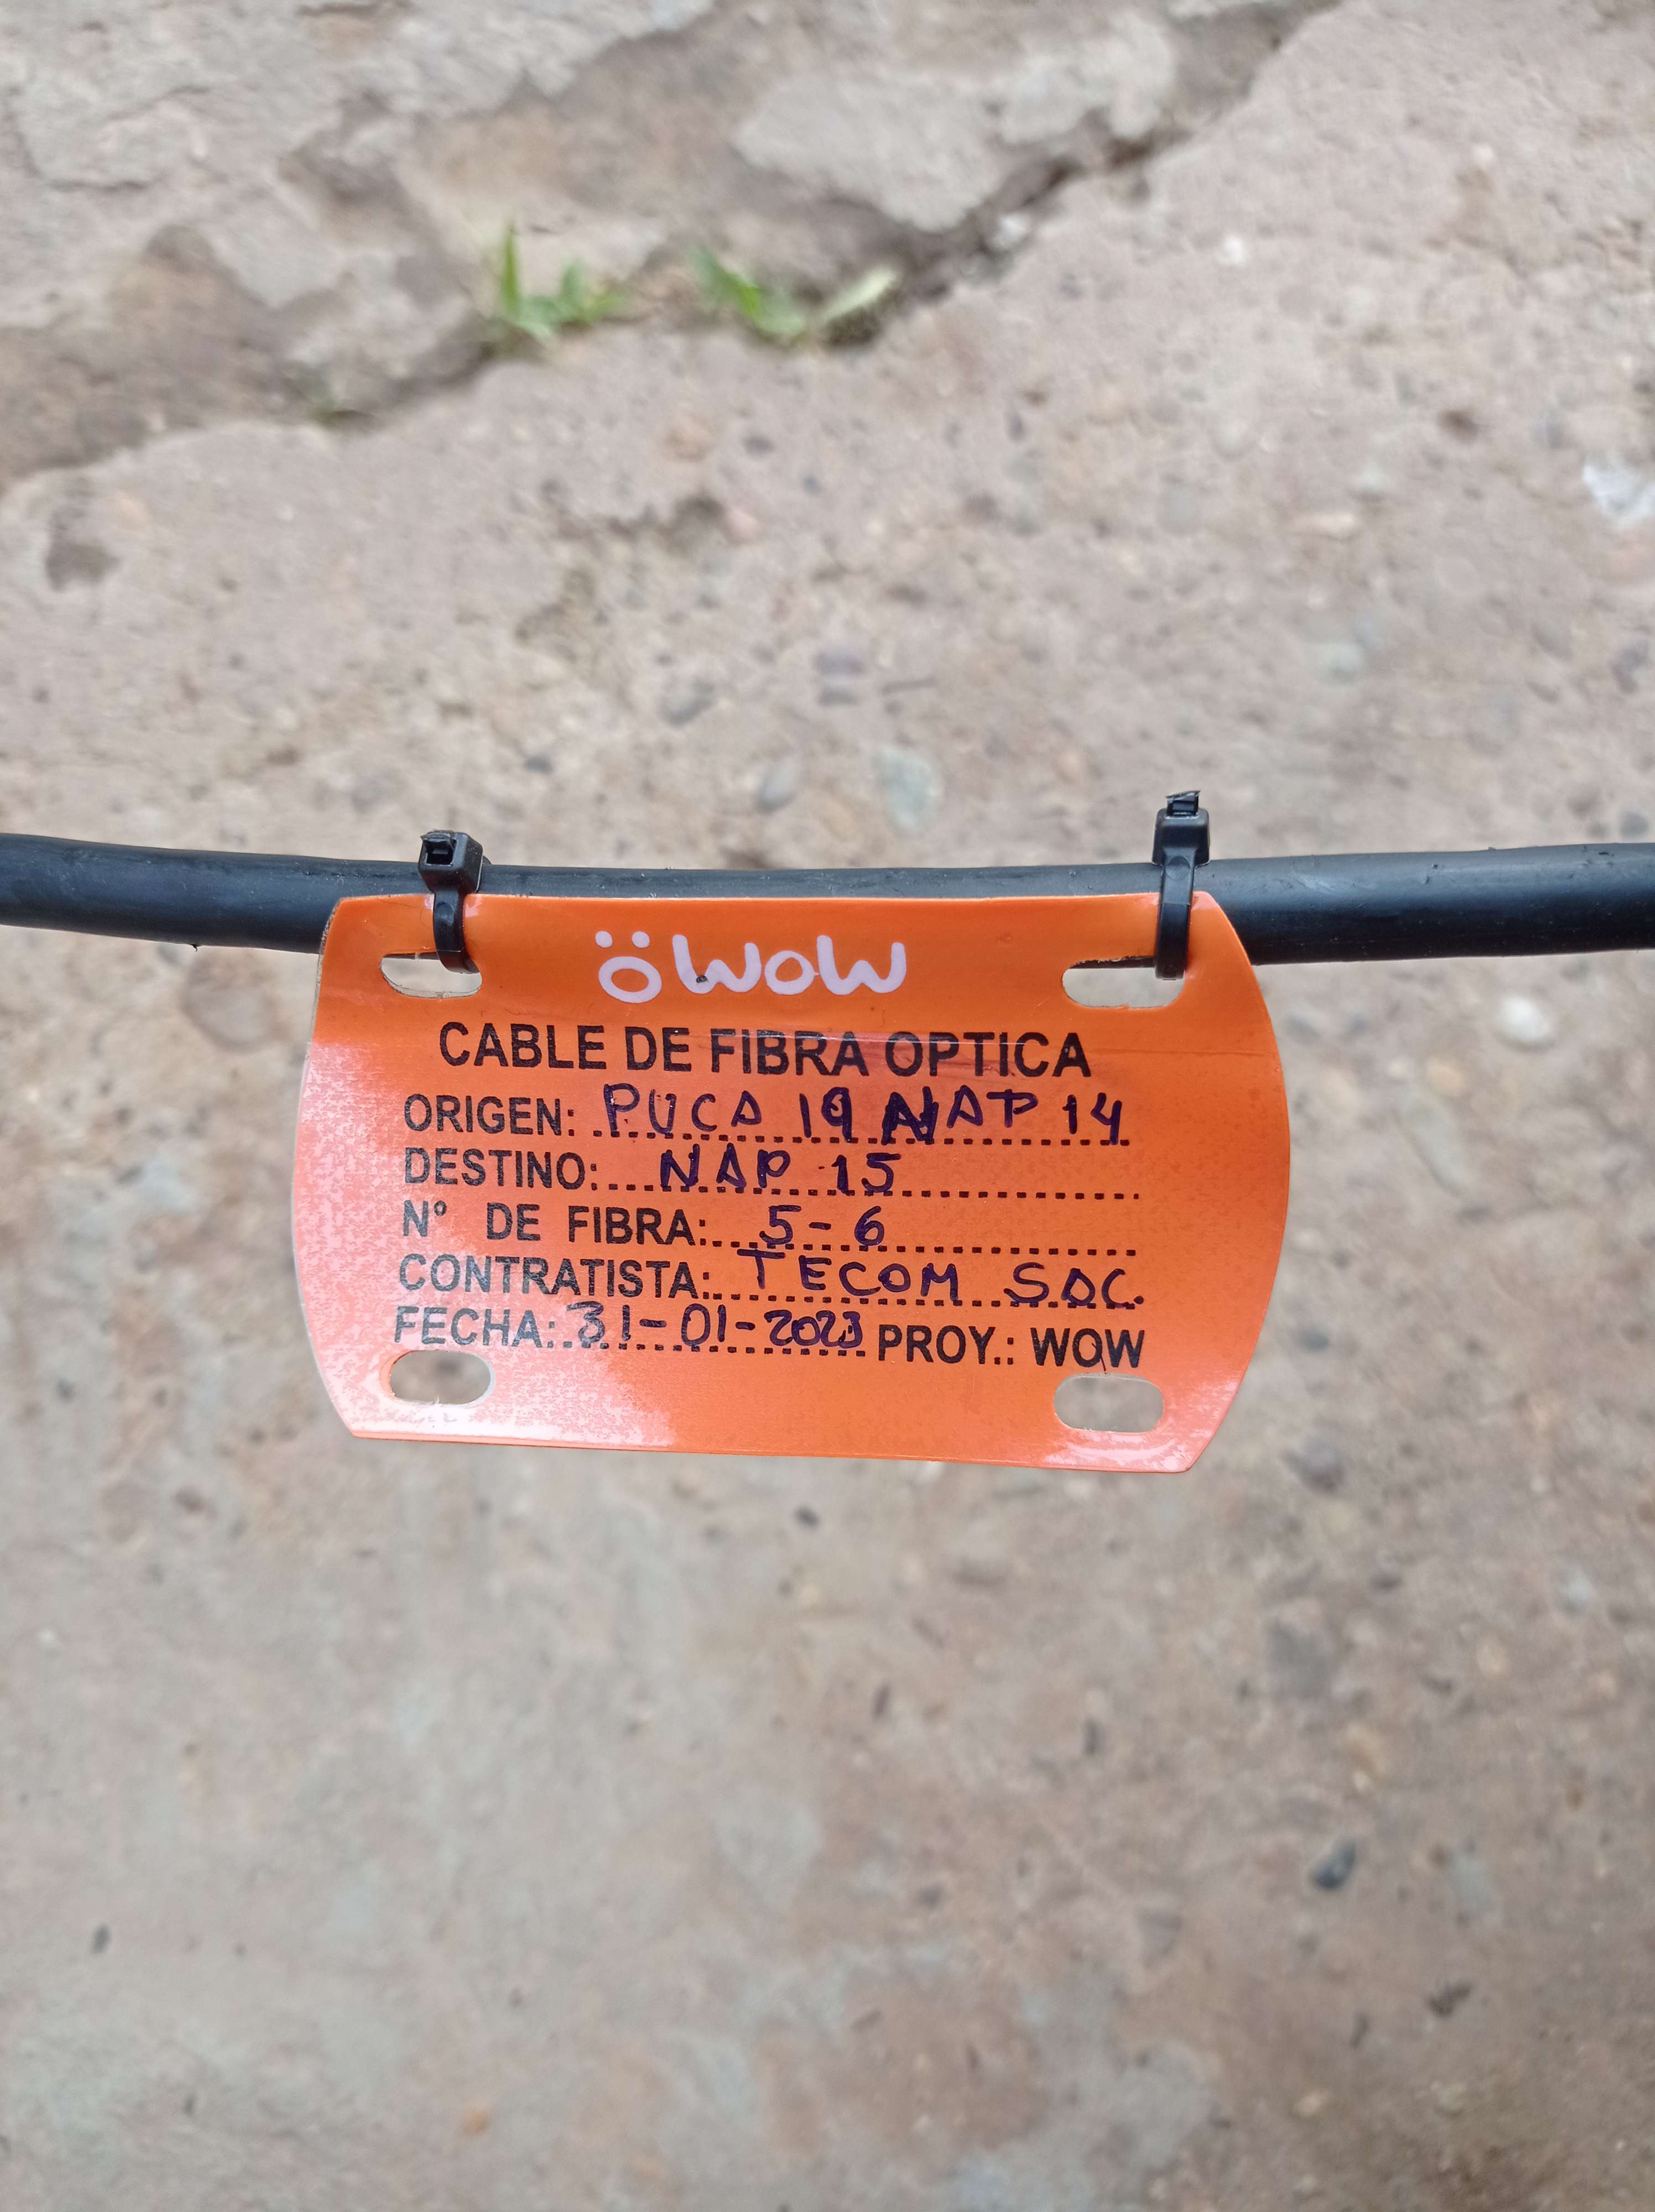 wow
CABLE DE FIBRA OPTICA
ORIGEN: PUCA 19 NAP 14
DESTINO: NAP 15
N° DE FIBRA: 5-6
CONTRATISTA: TECOM SAC.
FECHA: 31-01-2023 PROY.: WOW